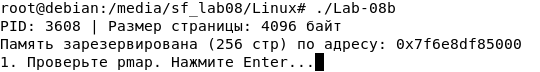 root@debian:/media/sf_lab08/Linux# ./Lab-08b
PID: 3608 | Размер страницы: 4096 байт
Память зарезервирована (256 стр) по адресу: 0x7f6e8df85000
1. Проверьте pmap. Нажмите Enter...